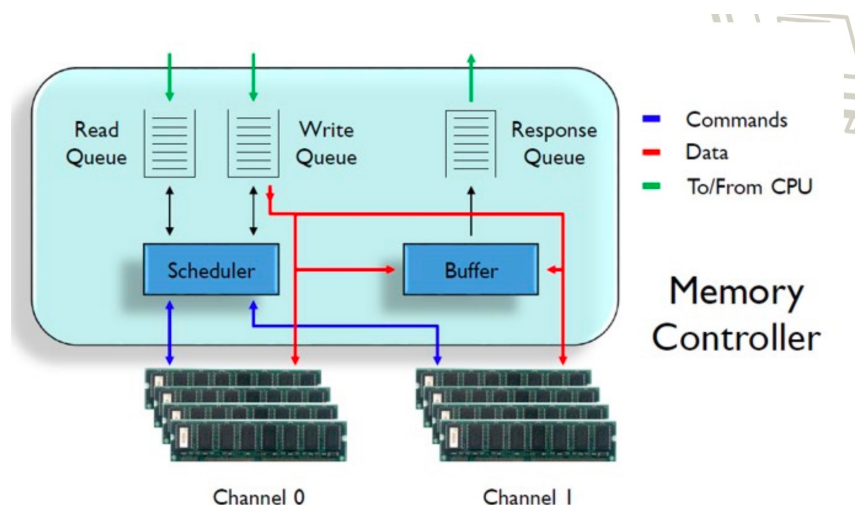 Read
Queue
Write
Queue
Response
Queue
Commands
Data
To/From CPU
Scheduler
Buffer
Memory
Controller
Channel 0
Channel 1